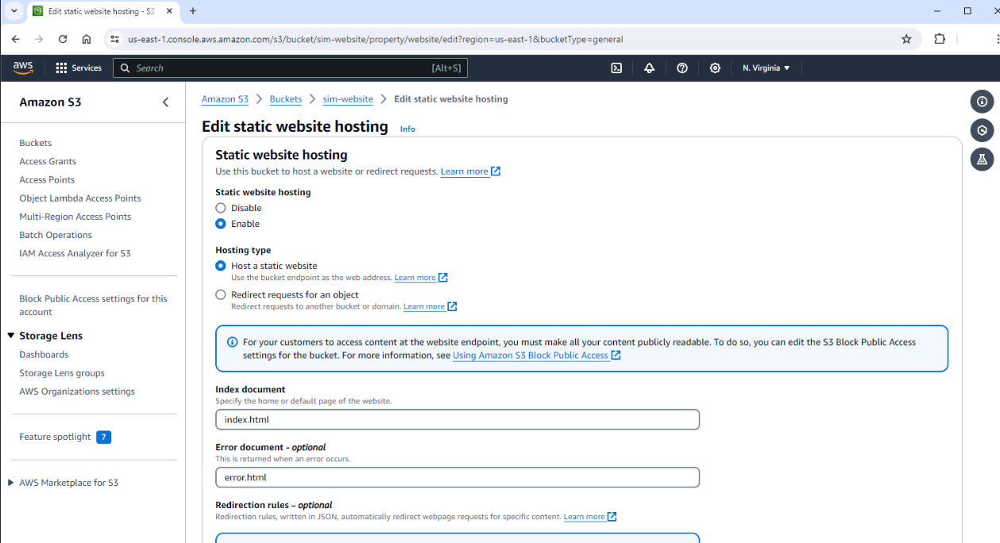 Edit static website hosting - S3
us-east-1.console.aws.amazon.com/s3/bucket/sim-website/property/website/edit?region=us-east-1&bucketType=general
aws
Services
Search
[Alt+S]
N. Virginia
Amazon S3
Buckets
Access Grants
Access Points
Object Lambda Access Points
Multi-Region Access Points
Batch Operations
IAM Access Analyzer for S3
Block Public Access settings for this
account
Storage Lens
Dashboards
Storage Lens groups
AWS Organizations settings
Feature spotlight 7
AWS Marketplace for S3
Amazon S3 > Buckets > sim-website > Edit static website hosting
Edit static website hosting Info
Static website hosting
Use this bucket to host a website or redirect requests. Learn more
Static website hosting
Disable
Enable
Hosting type
Host a static website
Use the bucket endpoint as the web address. Learn more
Redirect requests for an object
Redirect requests to another bucket or domain. Learn more
For your customers to access content at the website endpoint, you must make all your content publicly readable. To do so, you can edit the S3 Block Public Access
settings for the bucket. For more information, see Using Amazon S3 Block Public Access
Index document
Specify the home or default page of the website.
index.html
Error document - optional
This is returned when an error occurs.
error.html
Redirection rules – optional
Redirection rules, written in JSON, automatically redirect webpage requests for specific content. Learn more